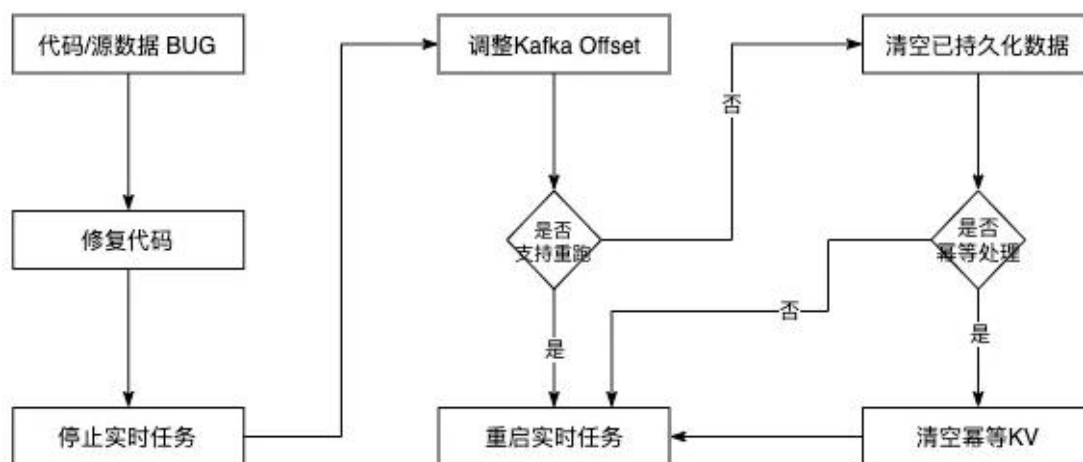 代码/源数据 BUG
修复代码
停止实时任务
调整Kafka Offset
是否
支持重跑
是
否
重启实时任务
清空已持久化数据
是否
幂等处理
否
是
清空幂等KV